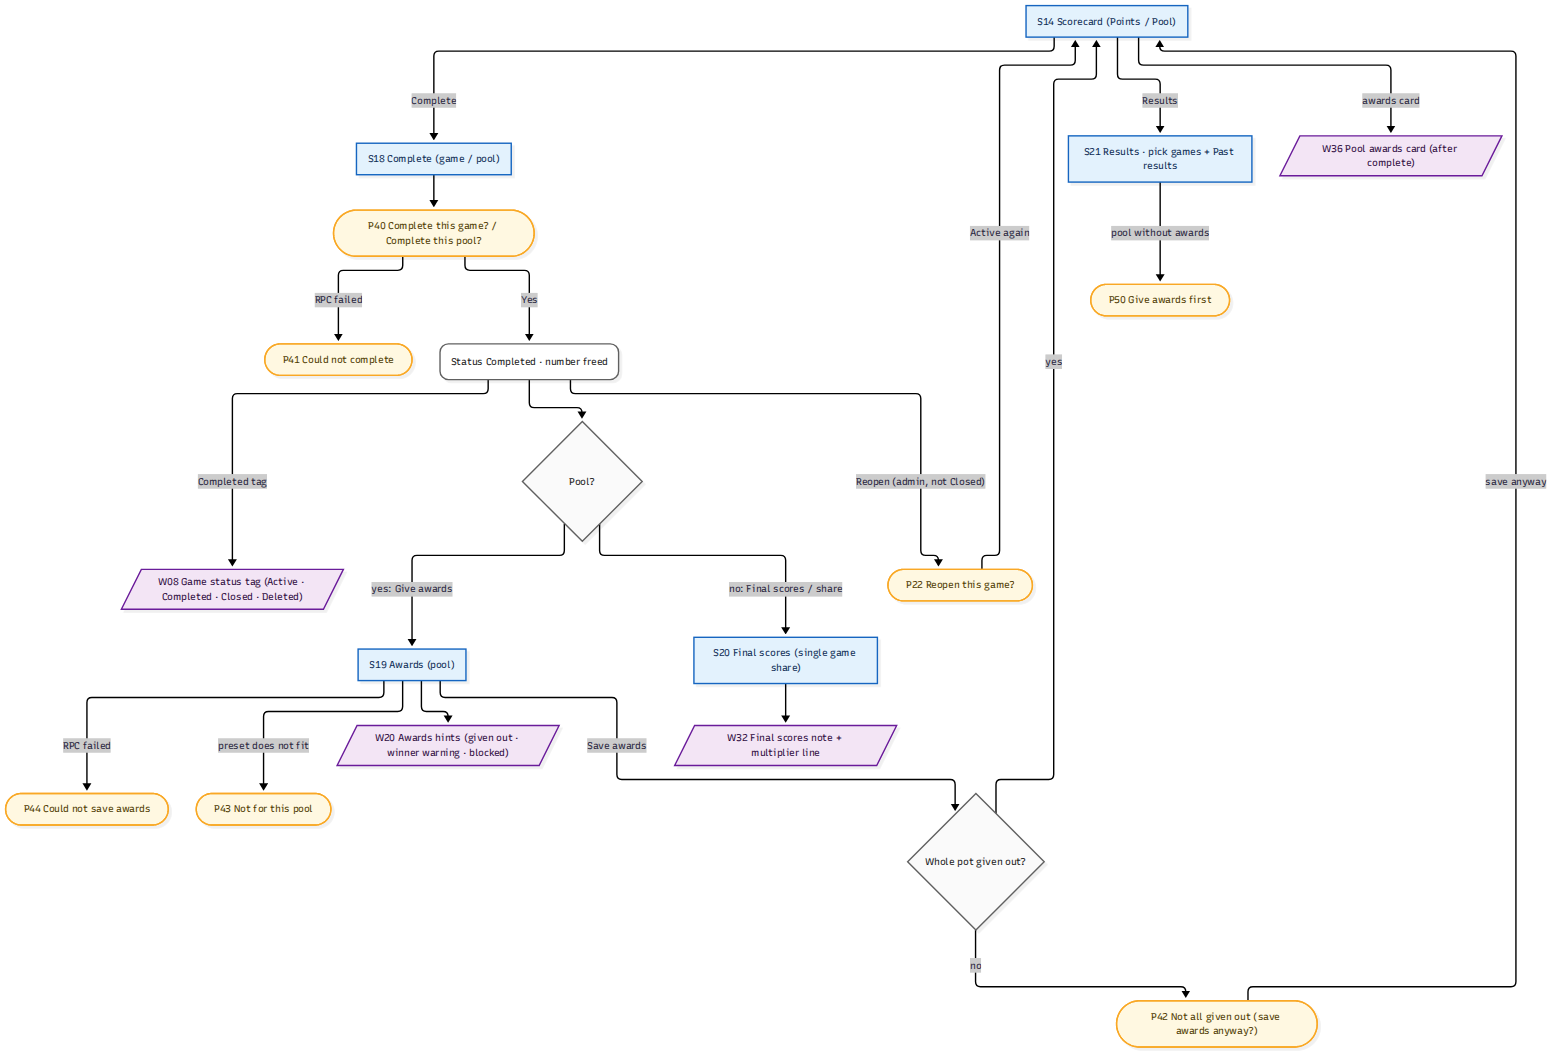 S14 Scorecard (Points / Pool)
Complete
Results
awards card
S18 Complete (game / pool)
S21 Results · pick games + Past
results
W36 Pool awards card (after
complete)
P40 Complete this game? /
Complete this pool?
Active again
pool without awards
RPC failed
Yes
P50 Give awards first
P41 Could not complete
Status Completed · number freed
yes
Completed tag
Pool?
Reopen (admin, not Closed)
save anyway
W08 Game status tag (Active ·
Completed · Closed · Deleted)
yes: Give awards
no: Final scores / share
P22 Reopen this game?
S19 Awards (pool)
S20 Final scores (single game
share)
RPC failed
preset does not fit
W20 Awards hints (given out ·
winner warning · blocked)
Save awards
W32 Final scores note +
multiplier line
P44 Could not save awards
P43 Not for this pool
Whole pot given out?
no
P42 Not all given out (save
awards anyway?)